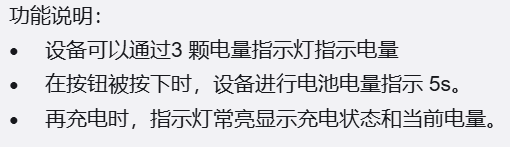 功能说明：
• 设备可以通过3 颗电量指示灯指示电量
• 在按钮被按下时，设备进行电池电量指示 5s。
• 再充电时，指示灯常亮显示充电状态和当前电量。